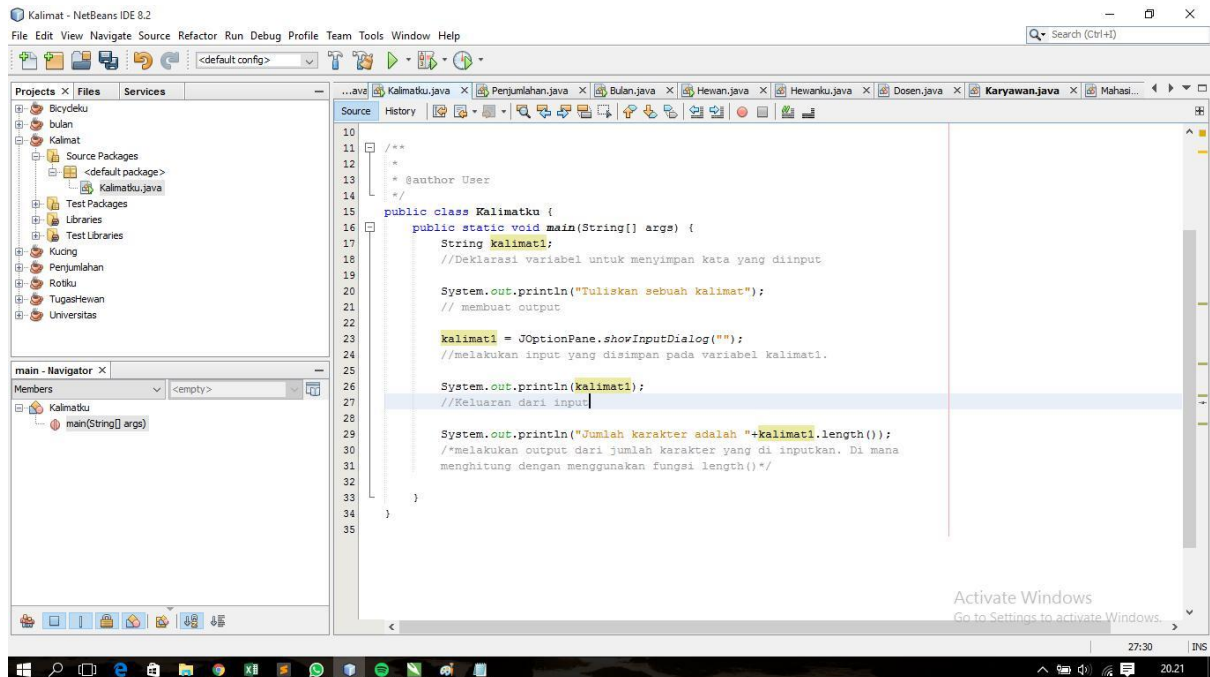 Kalimat - NetBeans IDE 8.2
File Edit View Navigate Source Refactor Run Debug Profile Team Tools Window Help
Search (Ctrl+I)
<default config>
Projects Files Services
Bicycleku
bulan
Kalimat
Source Packages
<default package>
Kalimatku.java
Test Packages
Libraries
Test Libraries
Kucing
Penjumlahan
Rotiku
TugasHewan
Universitas
main - Navigator
Members <empty>
Kalimatku
main(String[] args)
...ava Kalimatku.java Penjumlahan.java Bulan.java Hewan.java Hewanku.java Dosen.java Karyawan.java Mahasi...
Source History
10
11 /**
12 *
13 * @author User
14 */
15 public class Kalimatku {
16 public static void main(String[] args) {
17 String kalimat1;
18 //Deklarasi variabel untuk menyimpan kata yang diinput
19
20 System.out.println("Tuliskan sebuah kalimat");
21 // membuat output
22
23 kalimat1 = JOptionPane.showInputDialog("");
24 //melakukan input yang disimpan pada variabel kalimat1.
25
26 System.out.println(kalimat1);
27 //Keluaran dari input
28
29 System.out.println("Jumlah karakter adalah "+kalimat1.length());
30 /*melakukan output dari jumlah karakter yang di inputkan. Di mana
31 menghitung dengan menggunakan fungsi length()*/
32
33 }
34 }
35
Activate Windows
Go to Settings to activate Windows.
27:30 INS
20.21